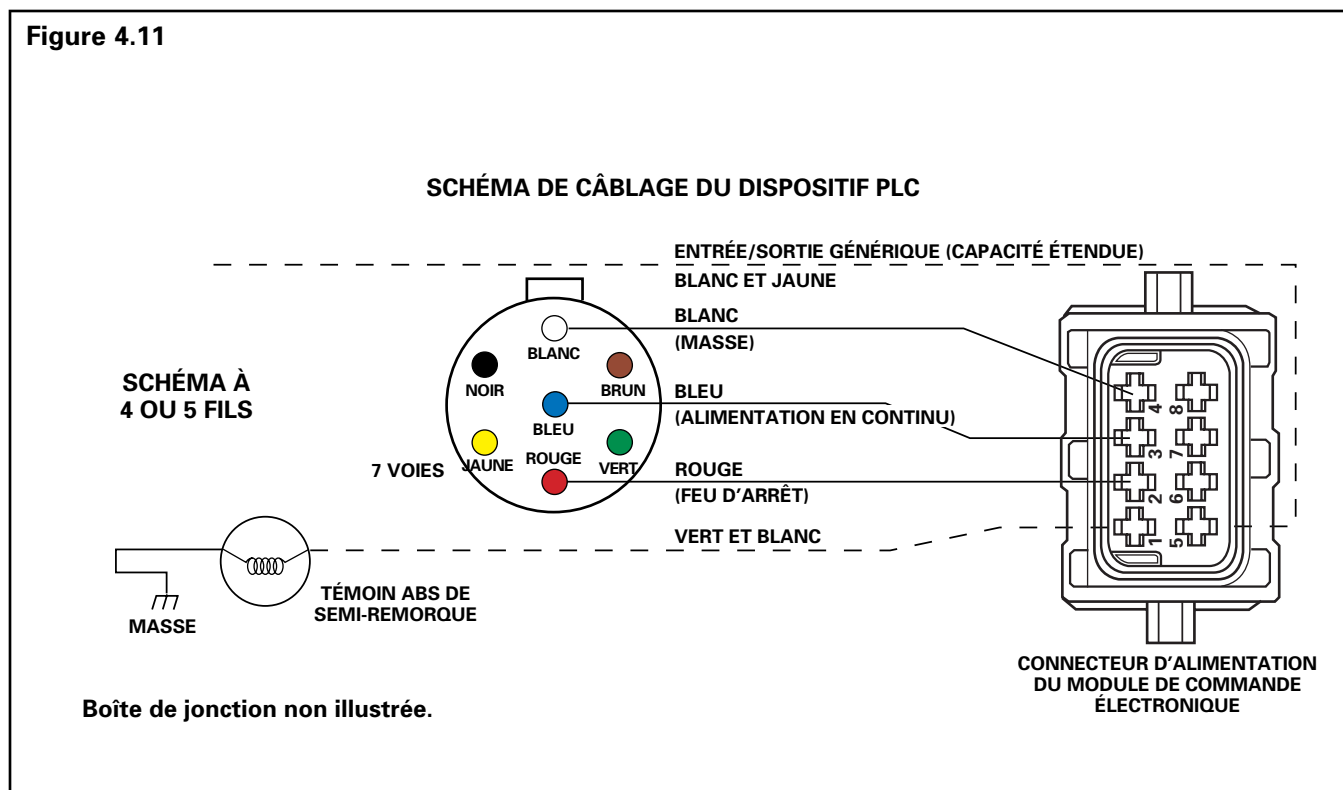 Figure 4.11
SCHÉMA DE CÂBLAGE DU DISPOSITIF PLC
ENTRÉE/SORTIE GÉNÉRIQUE (CAPACITÉ ÉTENDUE)
BLANC ET JAUNE
BLANC
(MASSE)
BLANC
NOIR
BRUN
SCHÉMA À
4 OU 5 FILS
BLEU
(ALIMENTATION EN CONTINU)
BLEU
7 VOIES
JAUNE
ROUGE
VERT
ROUGE
(FEU D'ARRÊT)
VERT ET BLANC
4 8
3 7
2 6
1 5
TÉMOIN ABS DE
SEMI-REMORQUE
MASSE
CONNECTEUR D'ALIMENTATION
DU MODULE DE COMMANDE
ÉLECTRONIQUE
Boîte de jonction non illustrée.